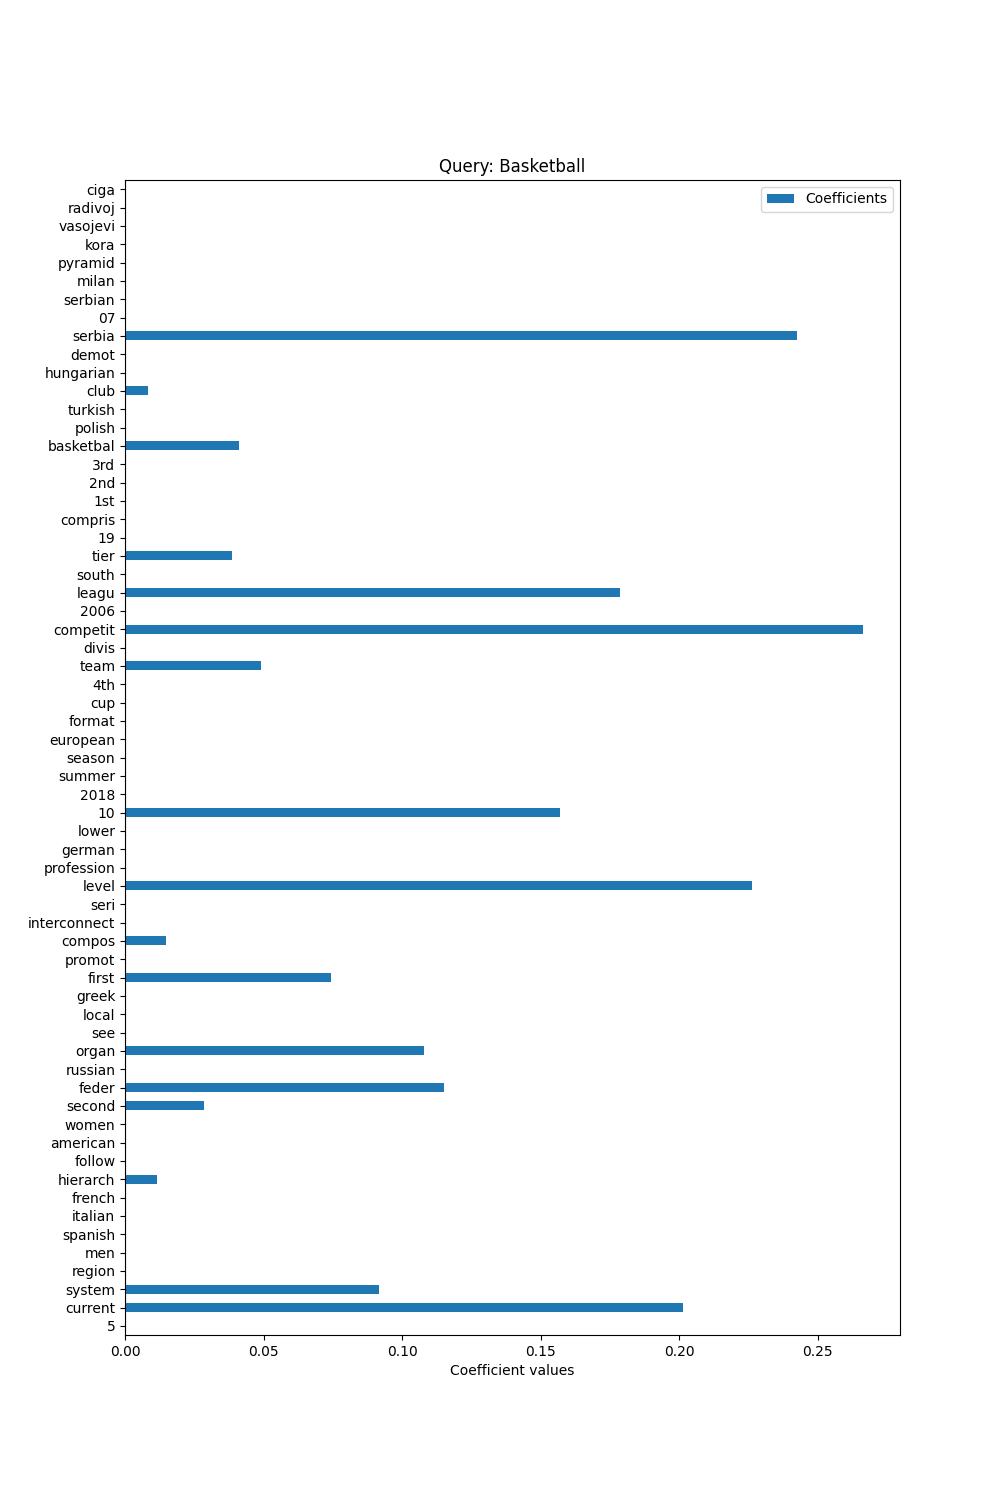 Query: Basketball
Coefficients
ciga
radivoj
vasojevi
kora
pyramid
milan
serbian
07
serbia
demot
hungarian
club
turkish
polish
basketbal
3rd
2nd
1st
compris
19
tier
south
leagu
2006
competit
divis
team
4th
cup
format
european
season
summer
2018
10
lower
german
profession
level
seri
interconnect
compos
promot
first
greek
local
see
organ
russian
feder
second
women
american
follow
hierarch
french
italian
spanish
men
region
system
current
5
0.00 0.05 0.10 0.15 0.20 0.25
Coefficient values